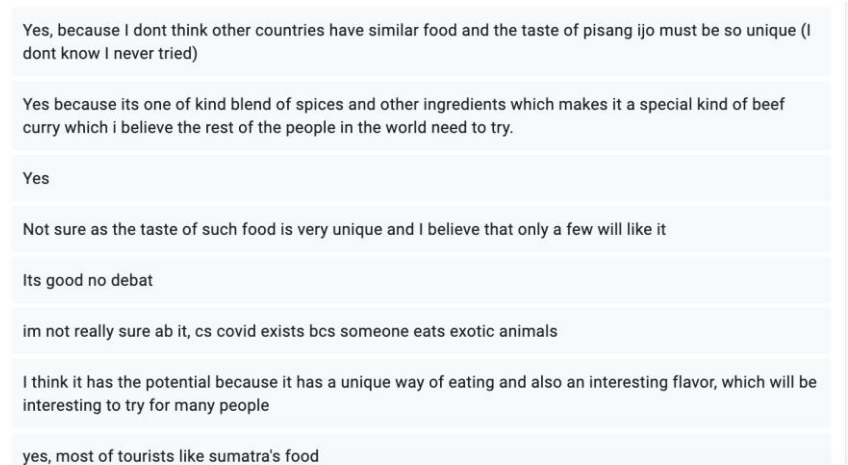 Yes, because I dont think other countries have similar food and the taste of pisang ijo must be so unique (I
dont know I never tried)
Yes because its one of kind blend of spices and other ingredients which makes it a special kind of beef
curry which i believe the rest of the people in the world need to try.
Yes
Not sure as the taste of such food is very unique and I believe that only a few will like it
Its good no debat
im not really sure ab it, cs covid exists bcs someone eats exotic animals
I think it has the potential because it has a unique way of eating and also an interesting flavor, which will be
interesting to try for many people
yes, most of tourists like sumatra's food